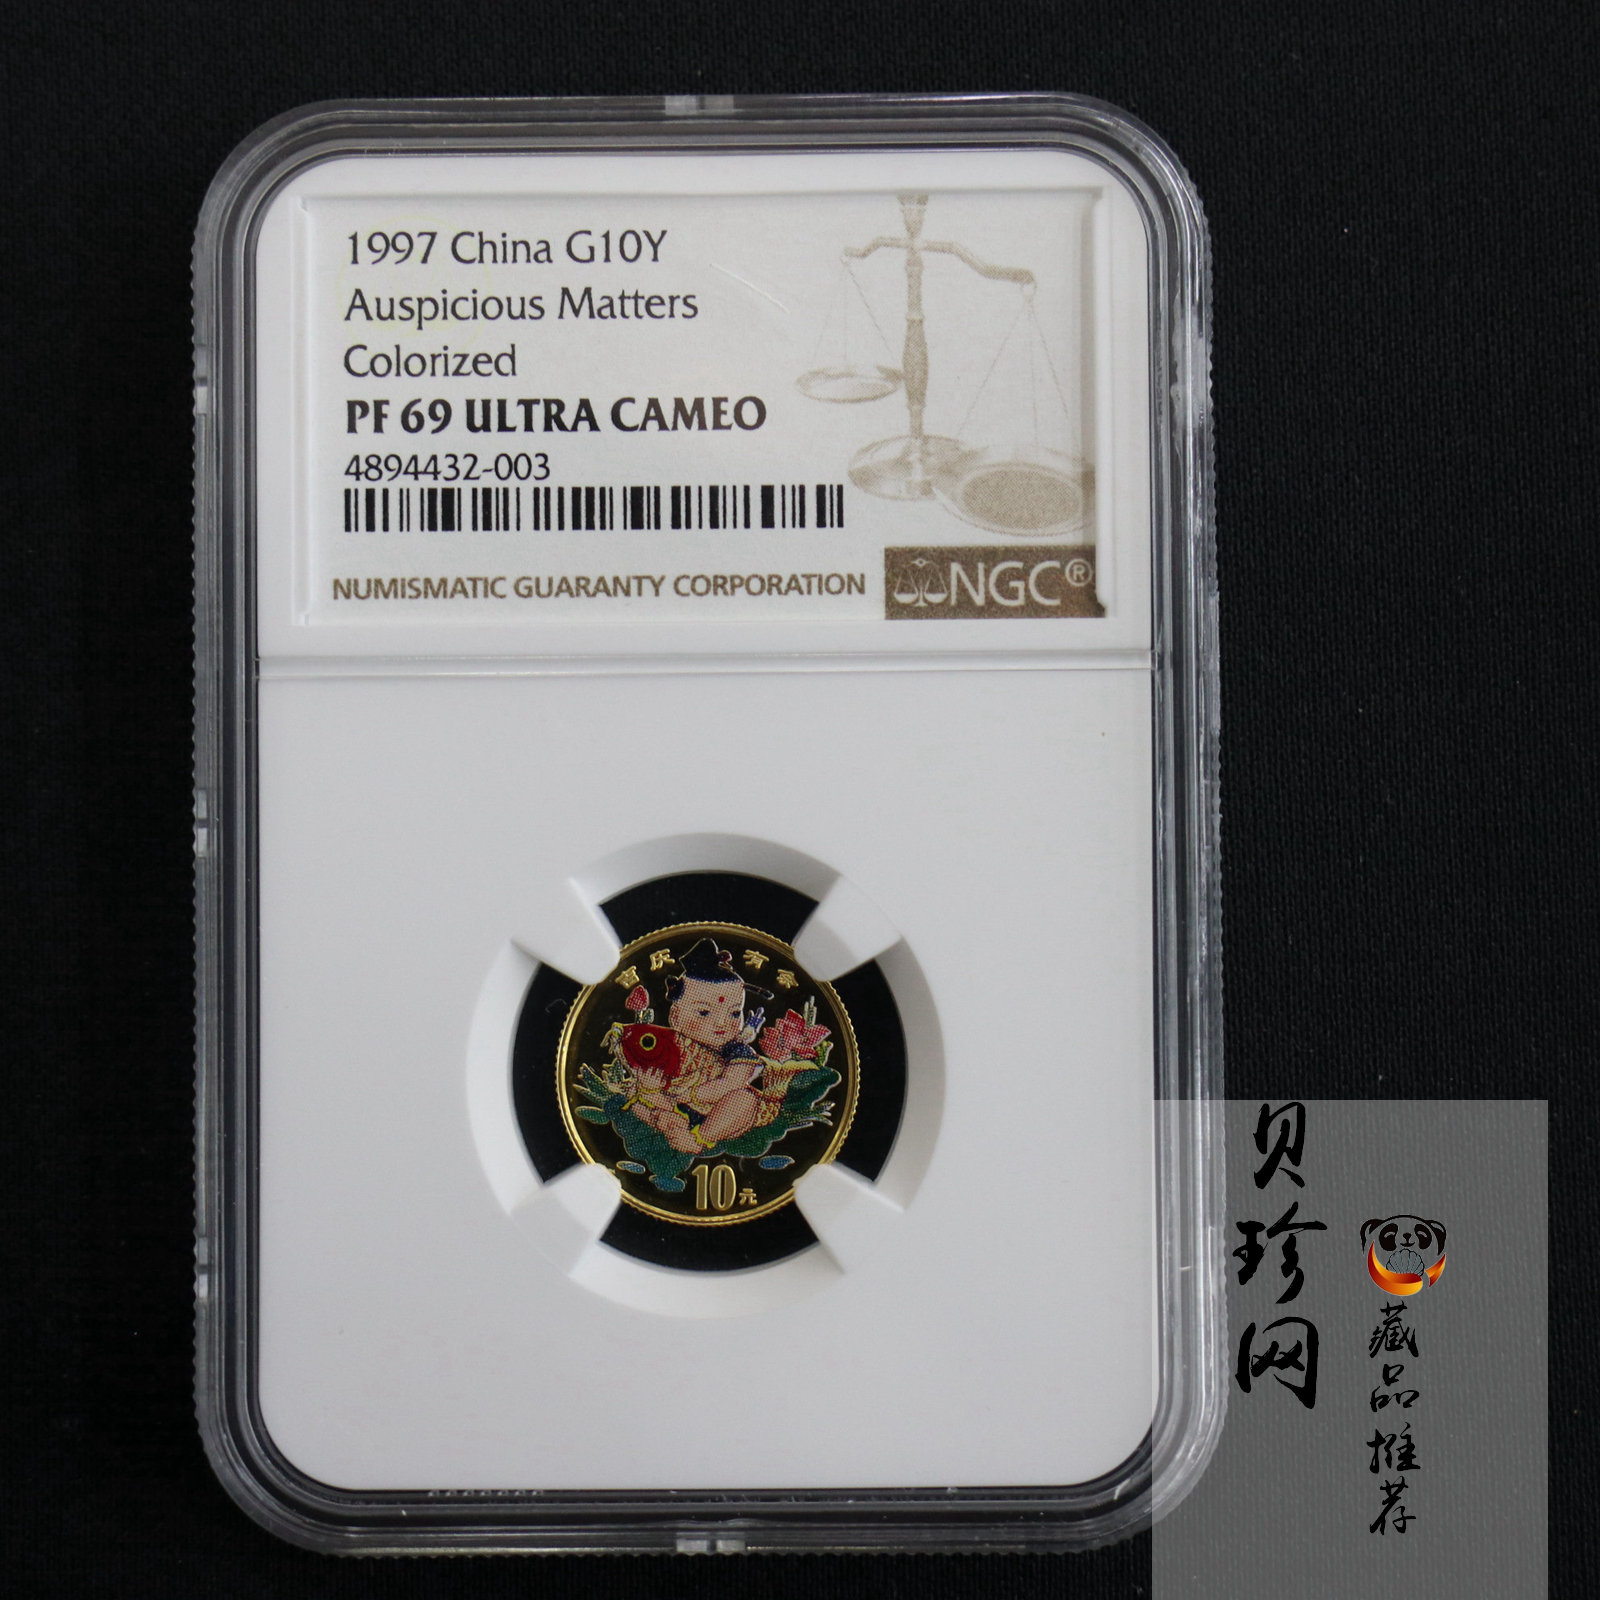 1997 China G10Y
Auspicious Matters
Colorized
PF 69 ULTRA CAMEO
4894432-003
NUMISMATIC GUARANTY CORPORATION
NGC®
吉庆有余
10元
贝珍网
藏品推荐